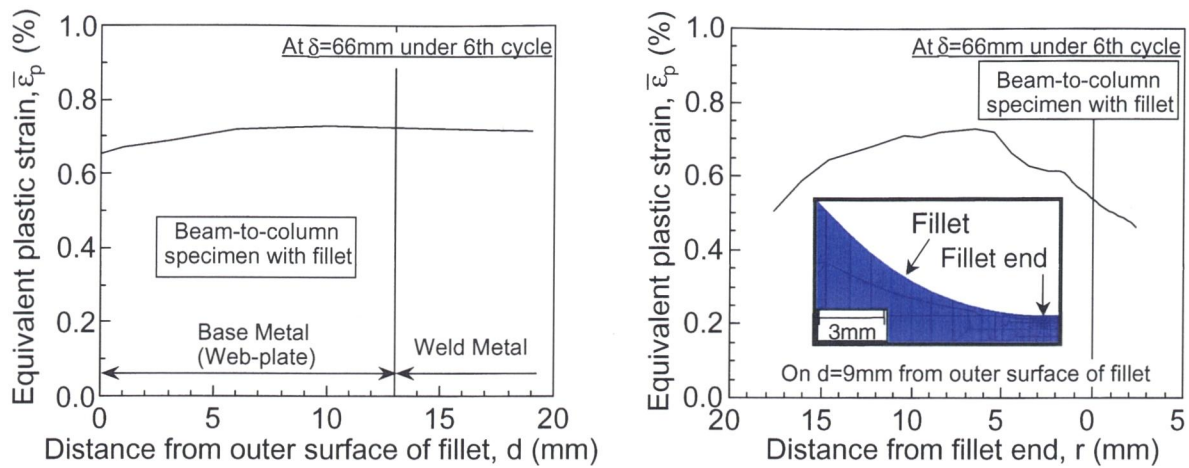 1.0
0.8
0.6
0.4
0.2
0.0
Equivalent plastic strain, ε̅p (%)
At δ=66mm under 6th cycle
Beam-to-column
specimen with fillet
Base Metal
(Web-plate)
Weld Metal
0 5 10 15 20
Distance from outer surface of fillet, d (mm)
1.0
0.8
0.6
0.4
0.2
0.0
Equivalent plastic strain, ε̅p (%)
At δ=66mm under 6th cycle
Beam-to-column
specimen with fillet
Fillet
Fillet end
3mm
On d=9mm from outer surface of fillet
20 15 10 5 0 5
Distance from fillet end, r (mm)